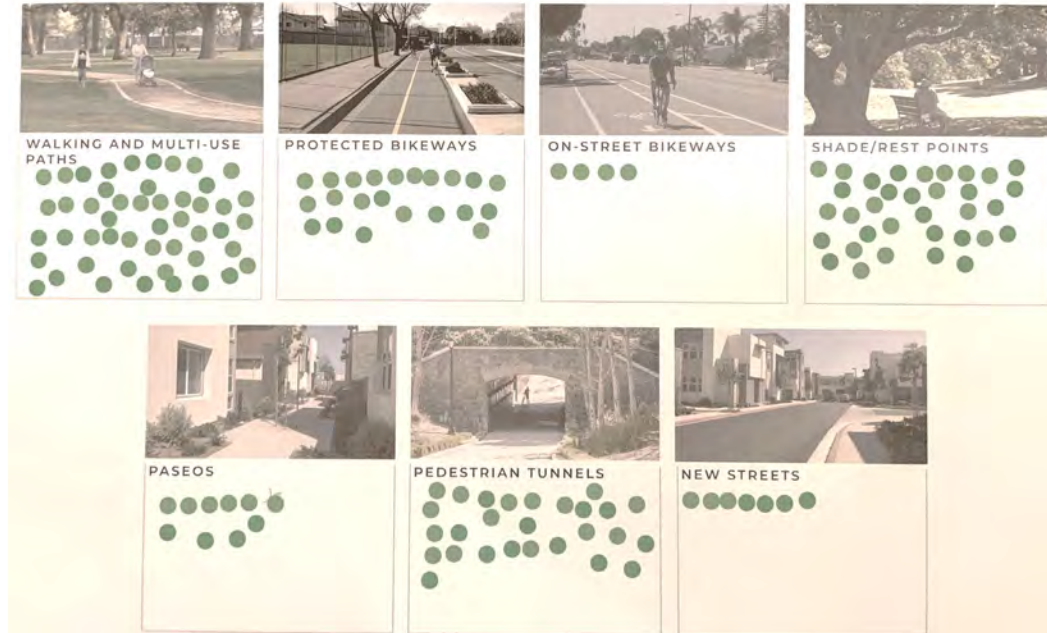 WALKING AND MULTI-USE
PATHS
PROTECTED BIKEWAYS
ON-STREET BIKEWAYS
SHADE/REST POINTS
PASEOS
PEDESTRIAN TUNNELS
NEW STREETS